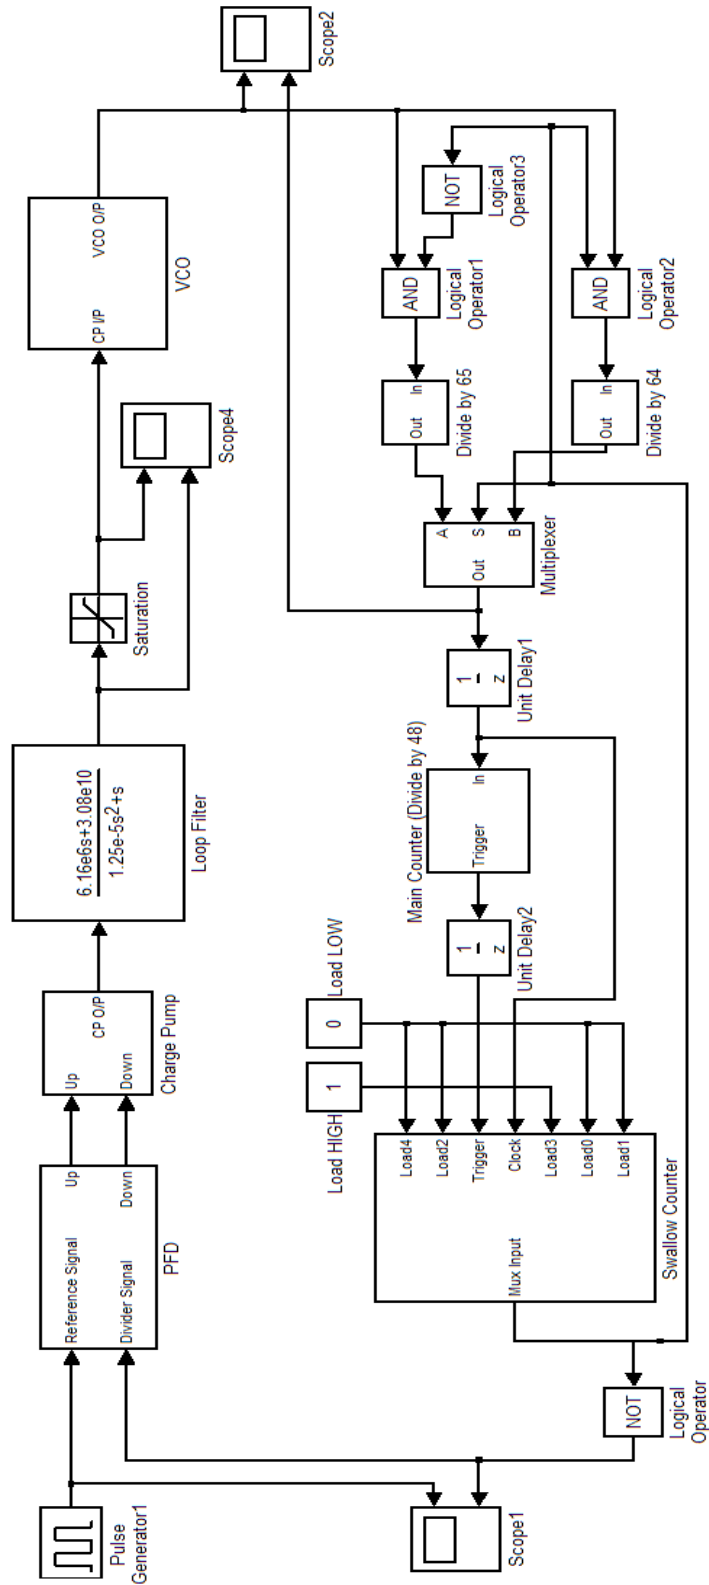 Pulse
Generator1
Reference Signal
Divider Signal
Up
Down
PFD
Up
Down
CP O/P
Charge Pump
6.16e6s+3.08e10
1.25e-5s2+s
Loop Filter
Saturation
Scope4
CP I/P
VCO O/P
VCO
Scope2
Scope1
NOT
Logical
Operator
Mux Input
Load4
Load2
Trigger
Clock
Load3
Load0
Load1
Swallow Counter
Load HIGH
1
Load LOW
0
1
z
Unit Delay2
Main Counter (Divide by 48)
Trigger
In
1
z
Unit Delay1
Out
A
S
B
Multiplexer
Out
In
Divide by 65
Out
In
Divide by 64
AND
Logical
Operator1
AND
Logical
Operator2
NOT
Logical
Operator3